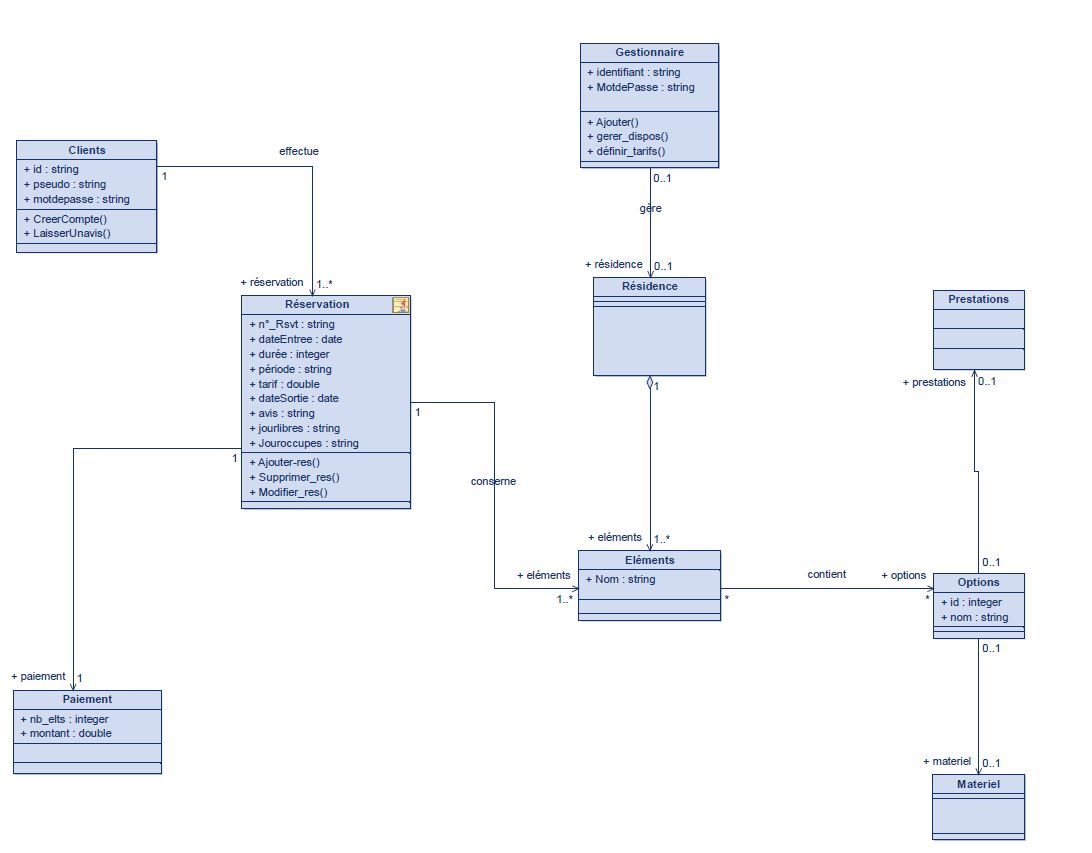 Gestionnaire
+ identifiant : string
+ MotdePasse : string
+ Ajouter()
+ gerer_dispos()
+ définir_tarifs()
0..1
gère
+ résidence
0..1
Résidence
1
Clients
+ id : string
+ pseudo : string
+ motdepasse : string
+ CreerCompte()
+ LaisserUnavis()
1
effectue
+ réservation
1..*
Réservation
+ n°_Rsvt : string
+ dateEntree : date
+ durée : integer
+ période : string
+ tarif : double
+ dateSortie : date
+ avis : string
+ jourlibres : string
+ Jouroccupes : string
+ Ajouter-res()
+ Supprimer_res()
+ Modifier_res()
1
1
conserne
+ eléments
1..*
+ eléments
1..*
Eléments
+ Nom : string
*
contient
+ options
*
Prestations
+ prestations
0..1
0..1
Options
+ id : integer
+ nom : string
0..1
+ materiel
0..1
Materiel
+ paiement
1
Paiement
+ nb_elts : integer
+ montant : double